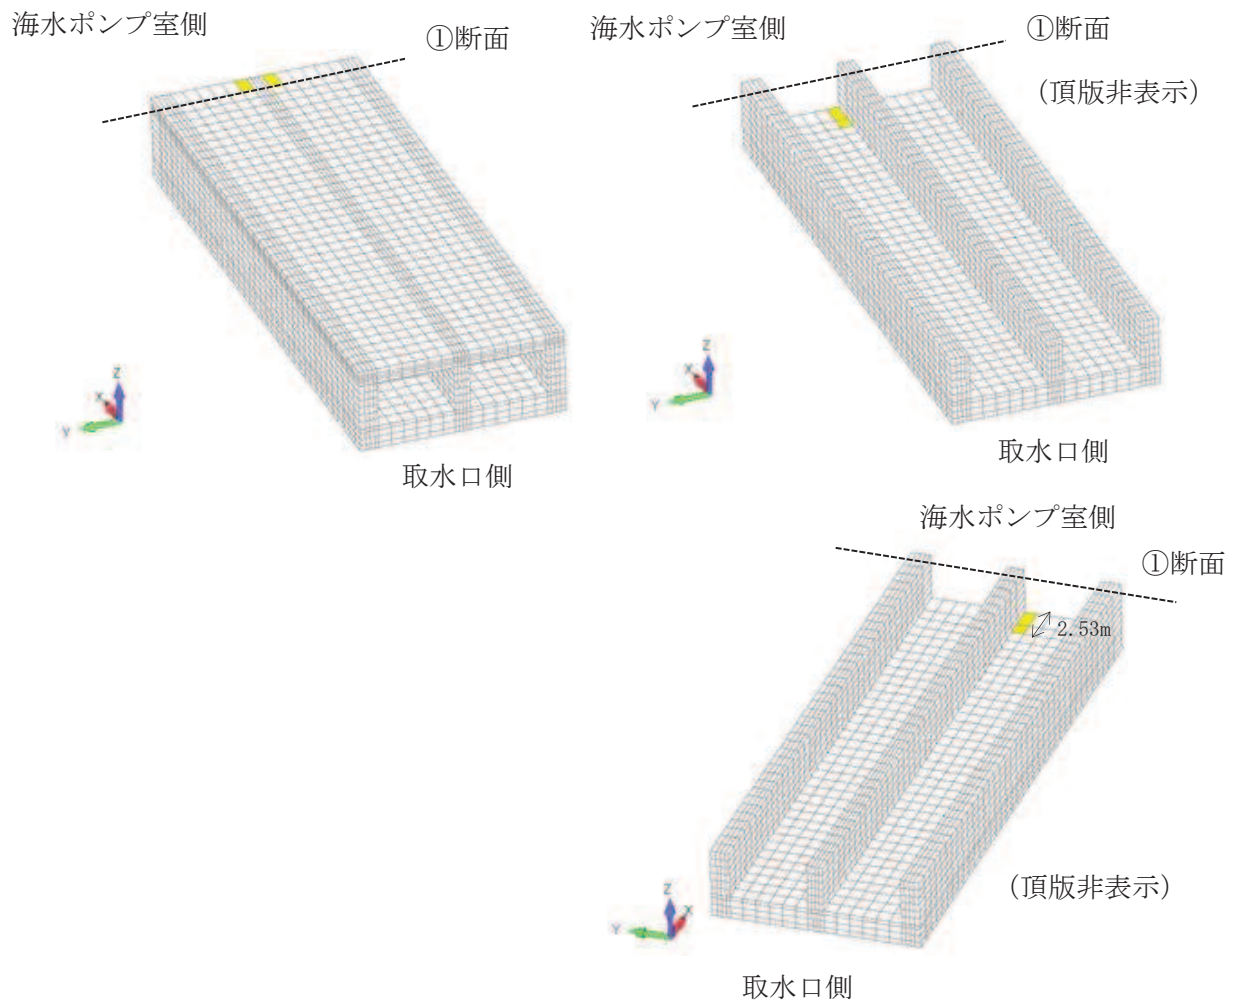 海水ポンプ室側
①断面
Z
X
Y
取水口側
海水ポンプ室側
①断面
(頂版非表示)
Z
X
Y
取水口側
海水ポンプ室側
①断面
2.53m
(頂版非表示)
Z
X
Y
取水口側